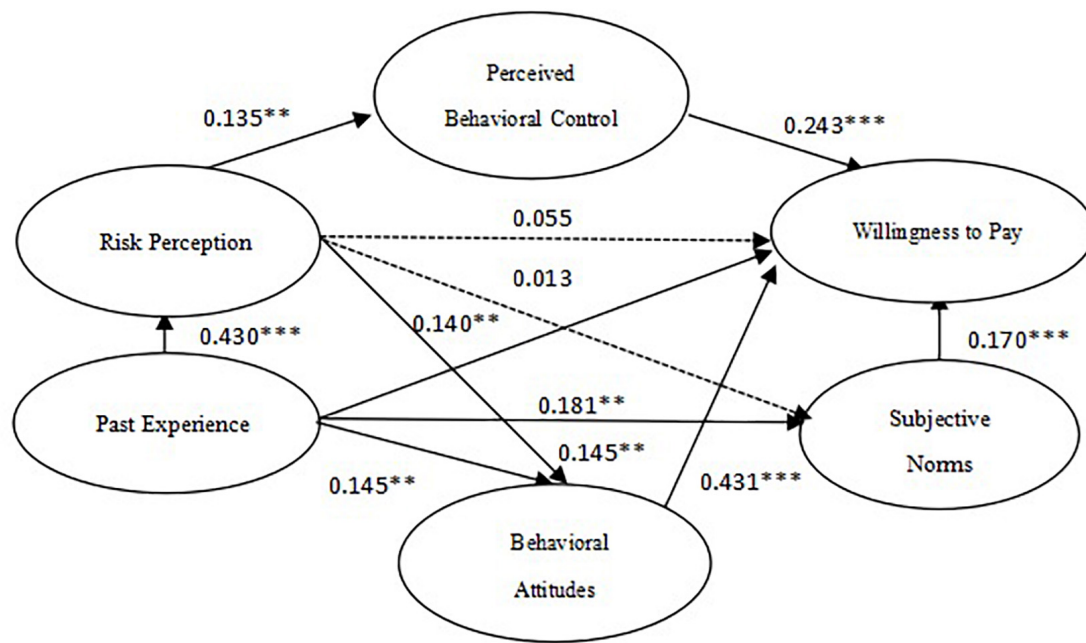 Perceived
Behavioral Control
0.135**
0.243***
Risk Perception
0.055
Willingness to Pay
0.013
0.140**
0.430***
0.170***
Past Experience
0.181**
Subjective
Norms
0.145**
0.145**
0.431***
Behavioral
Attitudes